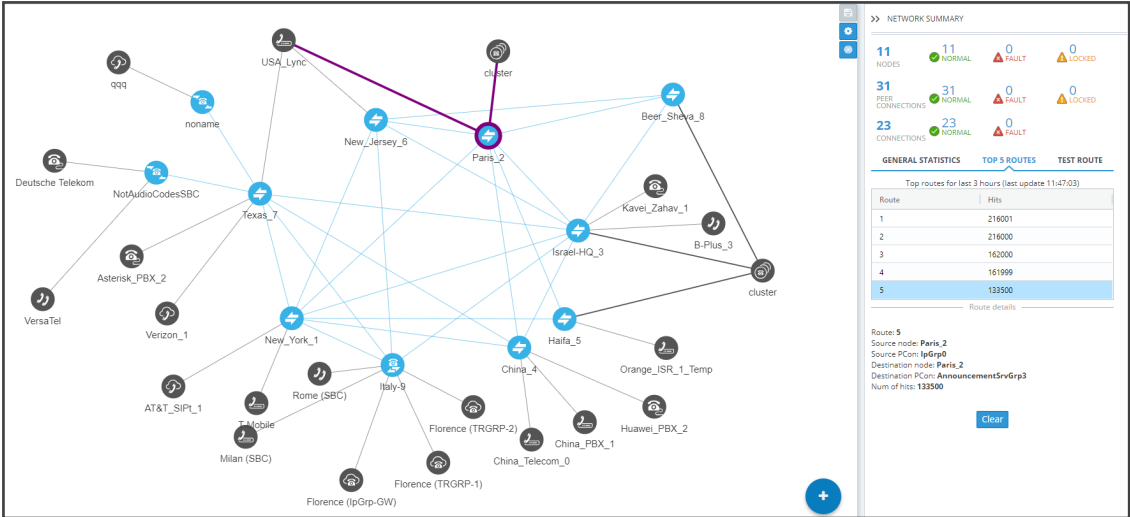 USA_Lync
cluster
qqq
noname
Beer_Sheva_8
New_Jersey_6
Paris_2
Deutsche Telekom
NotAudioCodesSBC
Texas_7
Kavei_Zahav_1
B-Plus_3
Israel-HQ_3
Asterisk_PBX_2
cluster
VersaTel
Verizon_1
New_York_1
Haifa_5
China_4
Orange_ISR_1_Temp
Italy-9
Rome (SBC)
AT&T_SIPt_1
T-Mobile
Milan (SBC)
Florence (TRGRP-2)
China_PBX_1
Huawei_PBX_2
China_Telecom_0
Florence (TRGRP-1)
Florence (IpGrp-GW)
+
>> NETWORK SUMMARY
11 NODES 11 NORMAL 0 FAULT 0 LOCKED
31 PEER CONNECTIONS 31 NORMAL 0 FAULT 0 LOCKED
23 CONNECTIONS 23 NORMAL 0 FAULT
GENERAL STATISTICS TOP 5 ROUTES TEST ROUTE
Top routes for last 3 hours (last update 11:47:03)
Route Hits
1 216001
2 216000
3 162000
4 161999
5 133500
Route details
Route: 5
Source node: Paris_2
Source PCon: IpGrp0
Destination node: Paris_2
Destination PCon: AnnouncementSrvGrp3
Num of hits: 133500
Clear